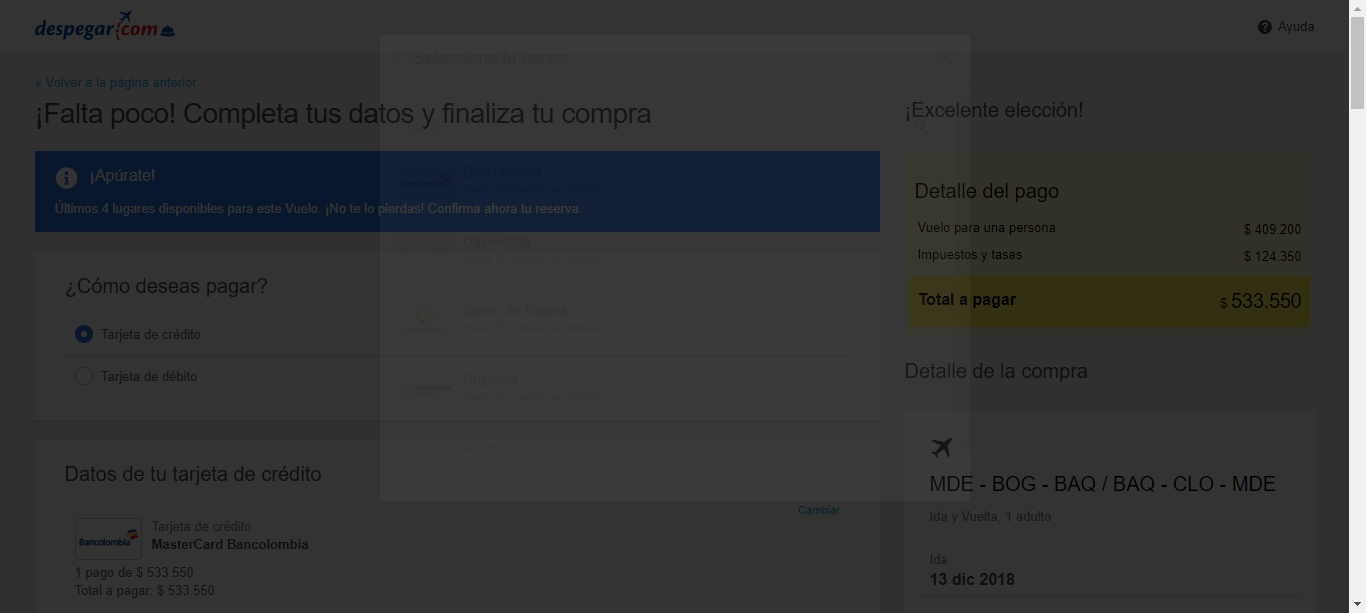 despegar.com
Ayuda
« Volver a la página anterior
¡Falta poco! Completa tus datos y finaliza tu compra
¡Apúrate!
Últimos 4 lugares disponibles para este Vuelo. ¡No te lo pierdas! Confirma ahora tu reserva.
¿Cómo deseas pagar?
Tarjeta de crédito
Tarjeta de débito
Datos de tu tarjeta de crédito
Cambiar
Bancolombia
Tarjeta de crédito
MasterCard Bancolombia
1 pago de $ 533.550
Total a pagar: $ 533.550
Selecciona tu banco
Bancolombia
Davivienda
Banco de Bogotá
Colpatria
¡Excelente elección!
Detalle del pago
Vuelo para una persona $ 409.200
Impuestos y tasas $ 124.350
Total a pagar $ 533.550
Detalle de la compra
MDE - BOG - BAQ / BAQ - CLO - MDE
Ida y Vuelta, 1 adulto
Ida
13 dic 2018